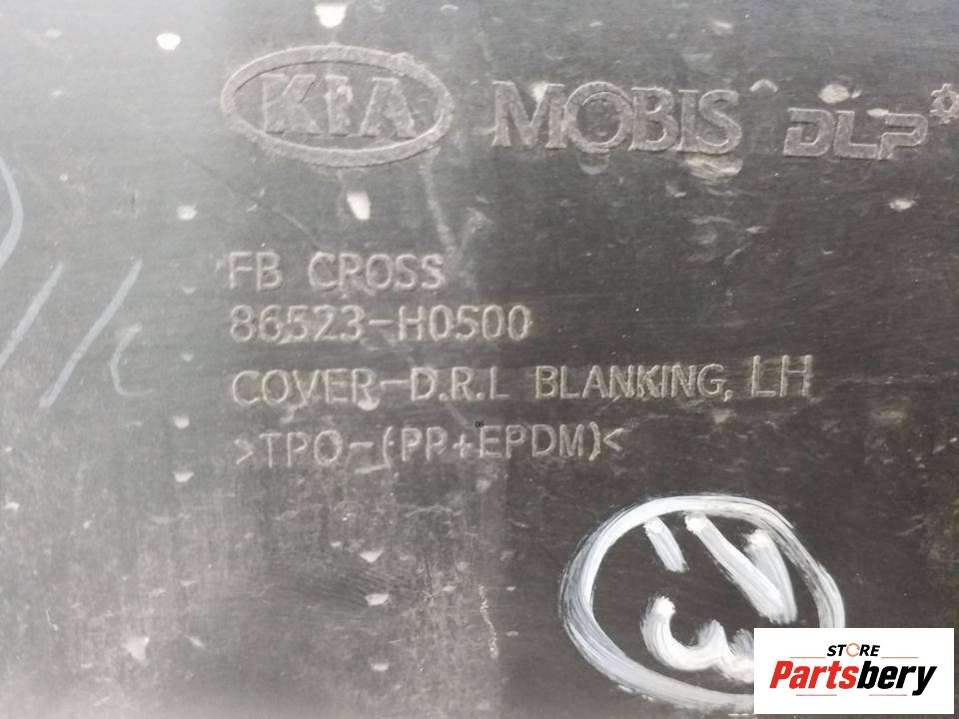 KIA MOBIS DLP
FB CROSS
86523-H0500
COVER-D.R.L BLANKING, LH
>TPO-(PP+EPDM)<
STORE
Partsbery